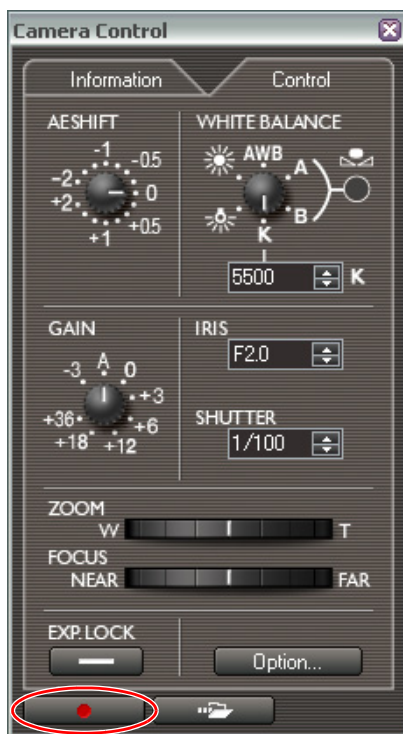 Camera Control
Information Control
AE SHIFT
-1
-0.5
-2
0
+2
+0.5
+1
WHITE BALANCE
AWB
A
B
K
5500 K
GAIN
A
-3 0
+3
+36 +6
+18 +12
IRIS
F2.0
SHUTTER
1/100
ZOOM
W T
FOCUS
NEAR FAR
EXP. LOCK
Option...